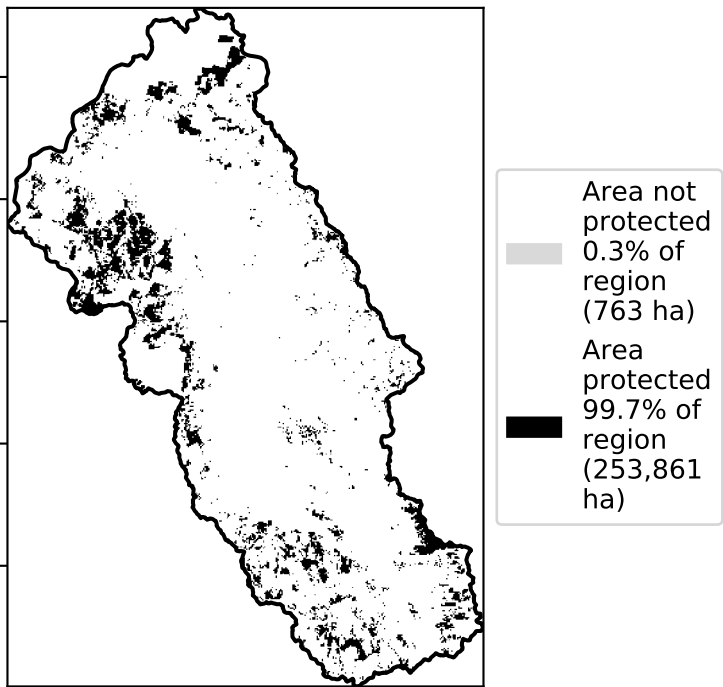 Area not
protected
0.3% of
region
(763 ha)
Area
protected
99.7% of
region
(253,861
ha)